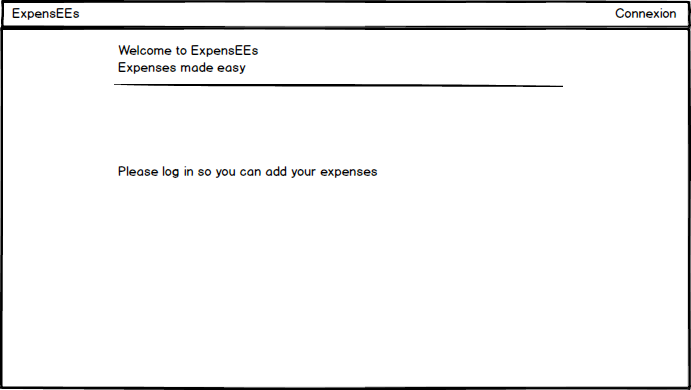 ExpensEEs
Connexion
Welcome to ExpensEEs
Expenses made easy
Please log in so you can add your expenses